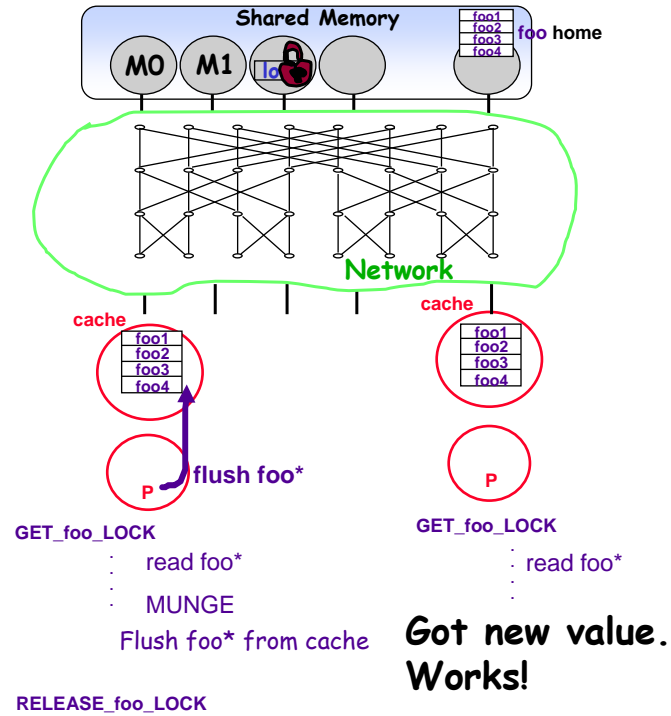 Shared Memory
foo1
foo2
foo3
foo4
foo home
M0
M1
lo
Network
cache
cache
foo1
foo2
foo3
foo4
foo1
foo2
foo3
foo4
flush foo*
P
P
GET_foo_LOCK
GET_foo_LOCK
read foo*
read foo*
MUNGE
Flush foo* from cache
Got new value.
Works!
RELEASE_foo_LOCK